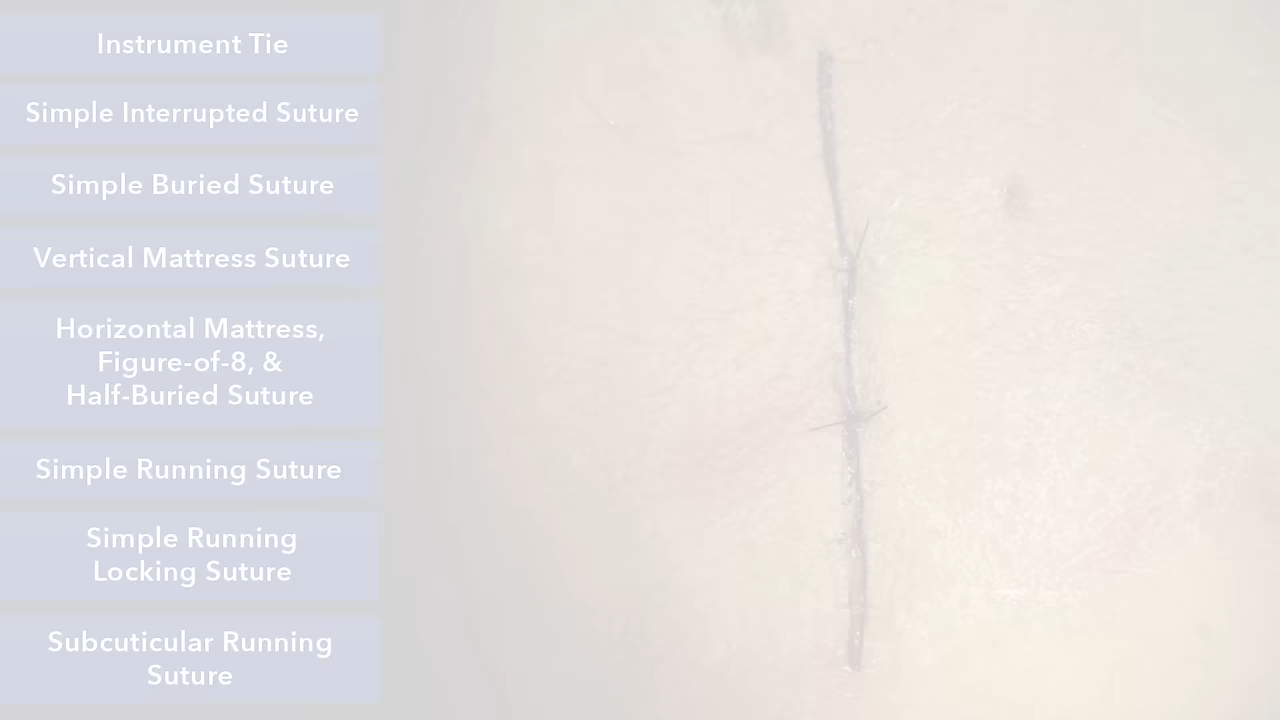 Instrument Tie
Simple Interrupted Suture
Simple Buried Suture
Vertical Mattress Suture
Horizontal Mattress,
Figure-of-8, &
Half-Buried Suture
Simple Running Suture
Simple Running
Locking Suture
Subcuticular Running
Suture